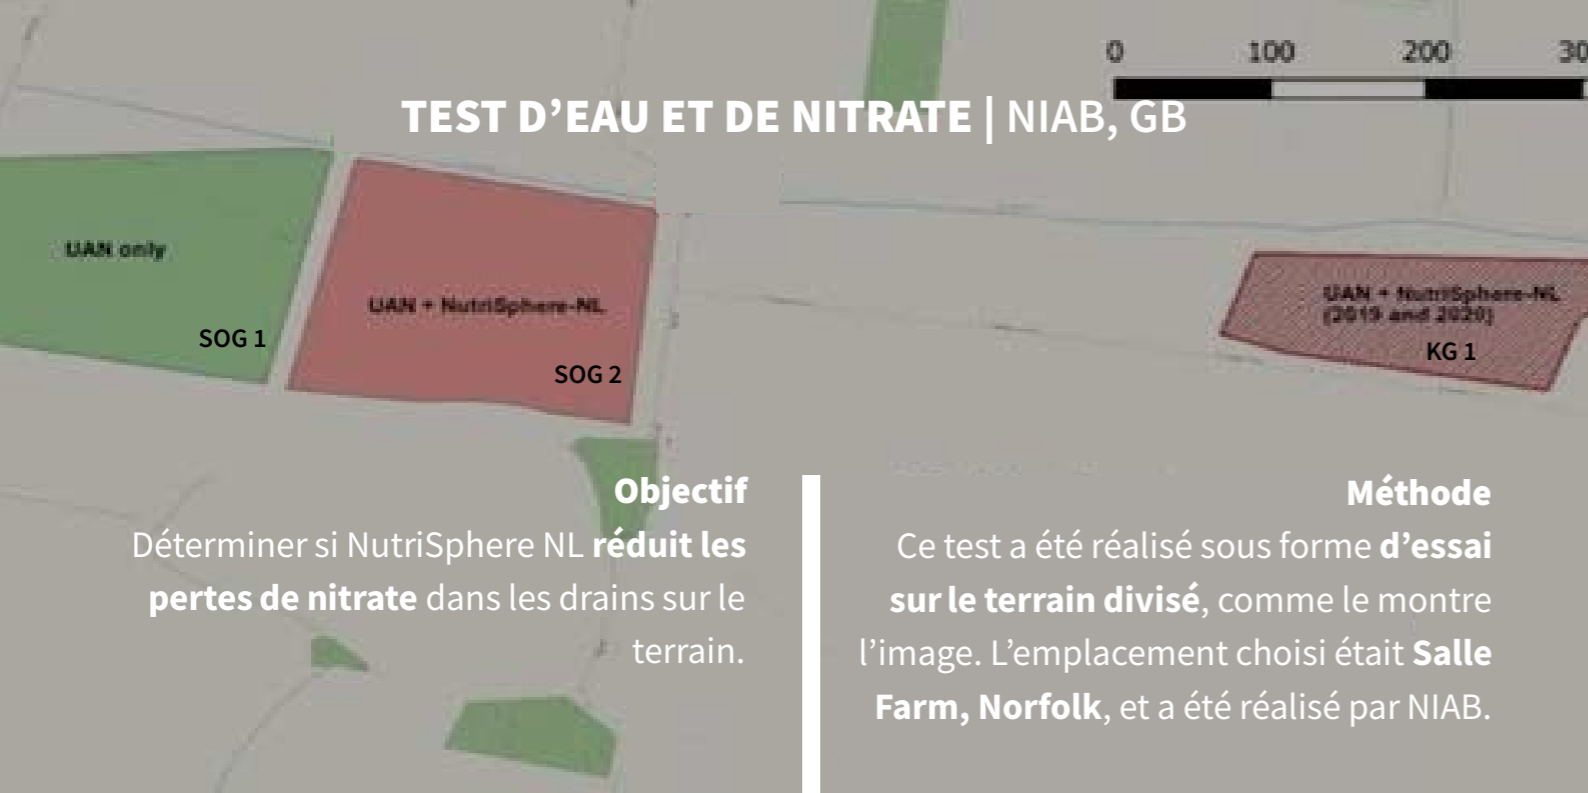 0 100 200 30
TEST D’EAU ET DE NITRATE | NIAB, GB
UAN only
SOG 1
UAN + NutriSphere-NL
SOG 2
UAN + NutriSphere-NL
(2019 and 2020)
KG 1
Objectif
Déterminer si NutriSphere NL réduit les
pertes de nitrate dans les drains sur le
terrain.
Méthode
Ce test a été réalisé sous forme d’essai
sur le terrain divisé, comme le montre
l’image. L’emplacement choisi était Salle
Farm, Norfolk, et a été réalisé par NIAB.